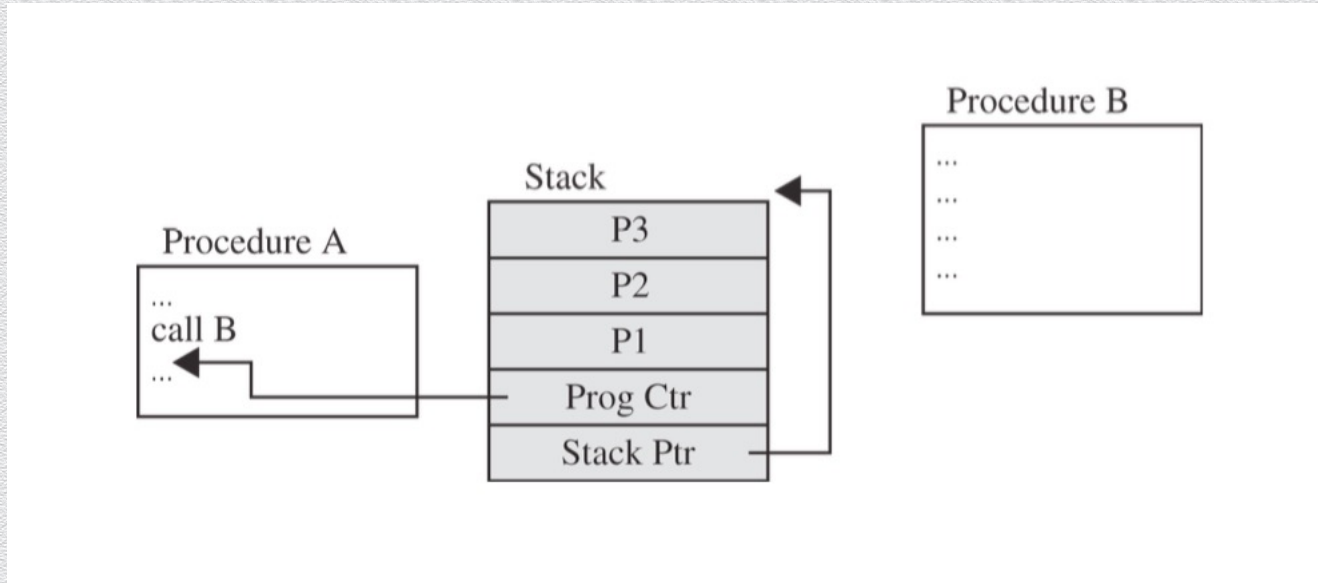 Procedure A
...
call B
...
Stack
P3
P2
P1
Prog Ctr
Stack Ptr
Procedure B
...
...
...
...